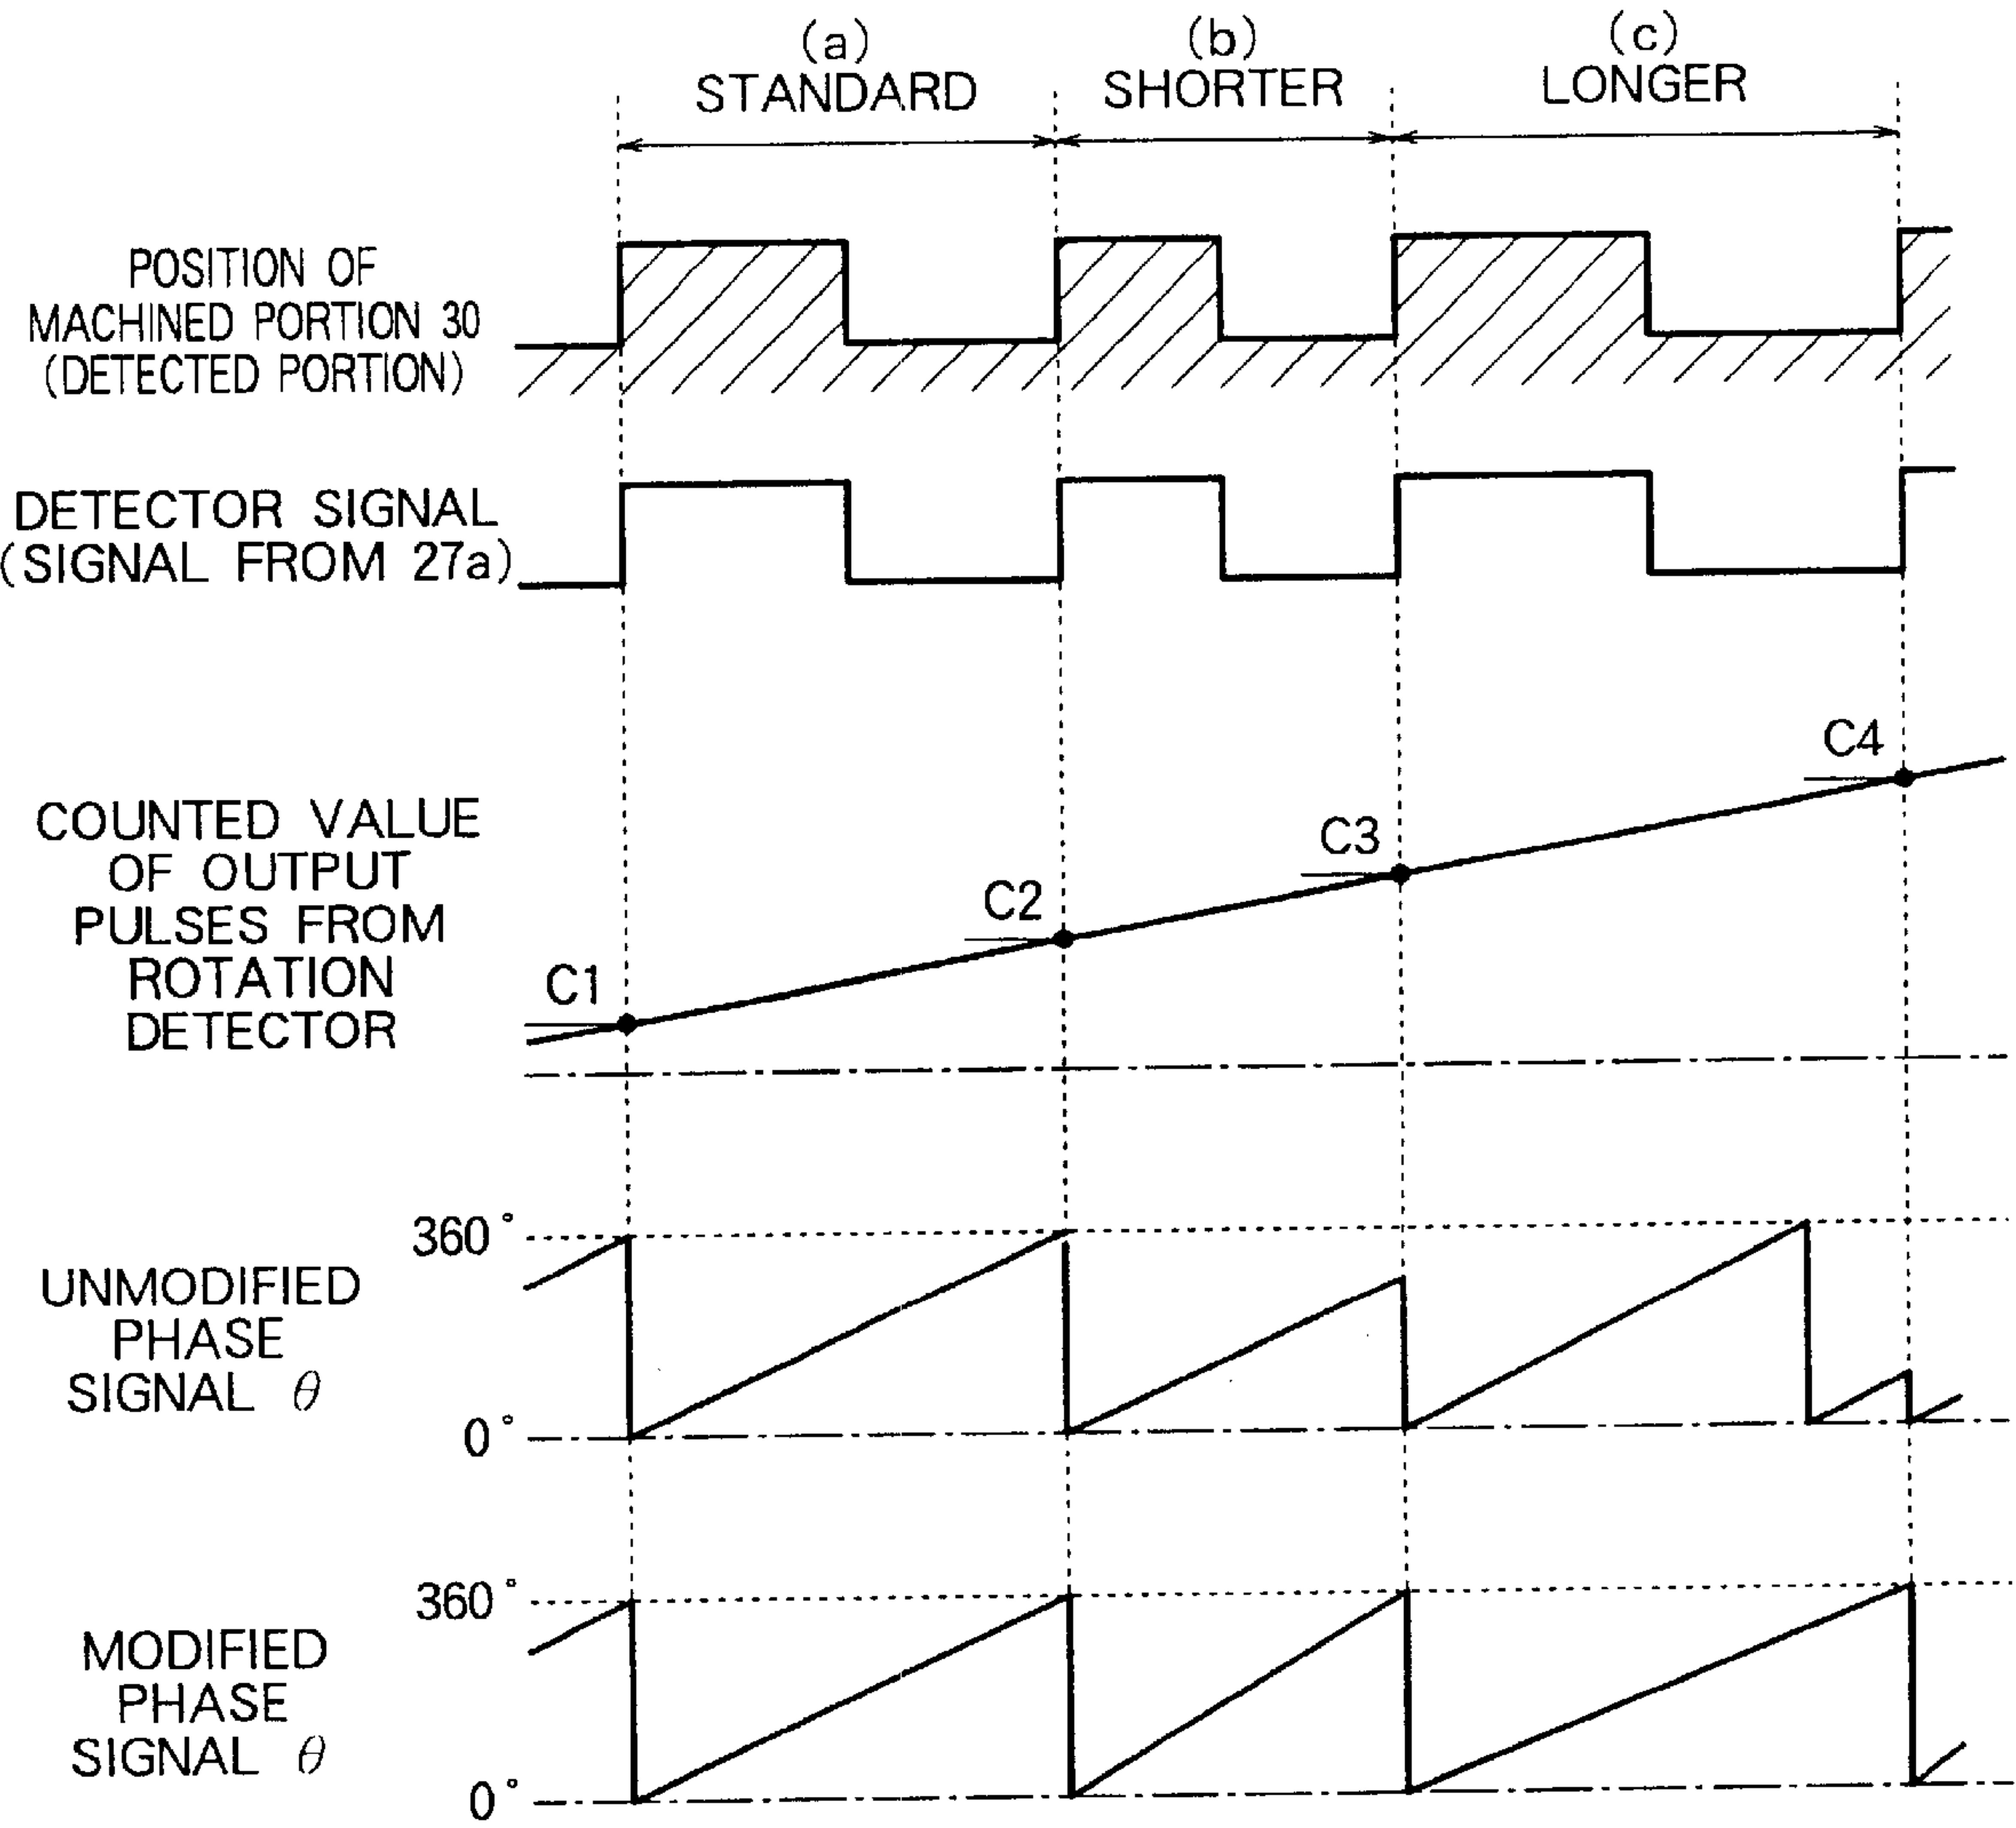 (a)
STANDARD
(b)
SHORTER
(c)
LONGER
POSITION OF
MACHINED PORTION 30
(DETECTED PORTION)
DETECTOR SIGNAL
(SIGNAL FROM 27a)
COUNTED VALUE
OF OUTPUT
PULSES FROM
ROTATION
DETECTOR
C1
C2
C3
C4
UNMODIFIED
PHASE
SIGNAL θ
360°
0°
MODIFIED
PHASE
SIGNAL θ
360°
0°